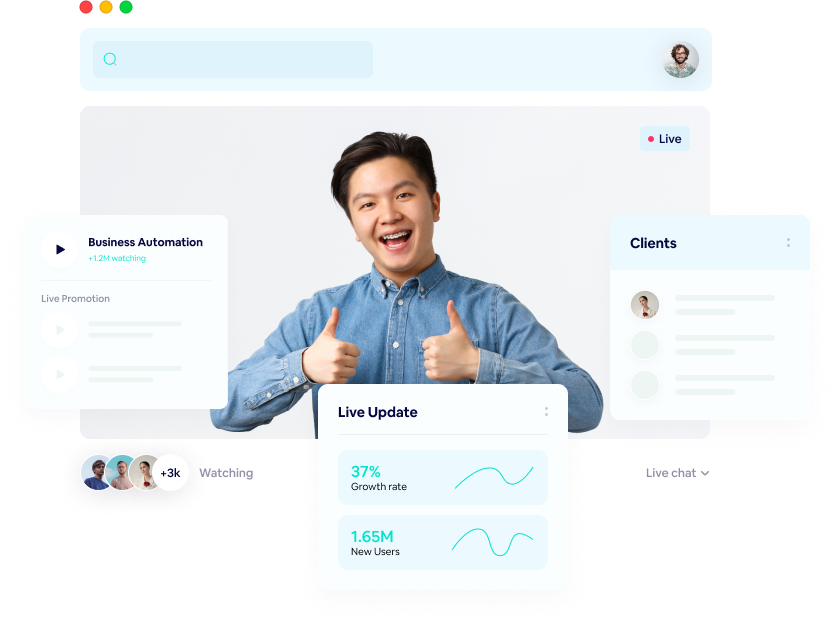 Live
Business Automation
+1.2M watching
Live Promotion
Clients
Live Update
37%
Growth rate
1.65M
New Users
+3k
Watching
Live chat